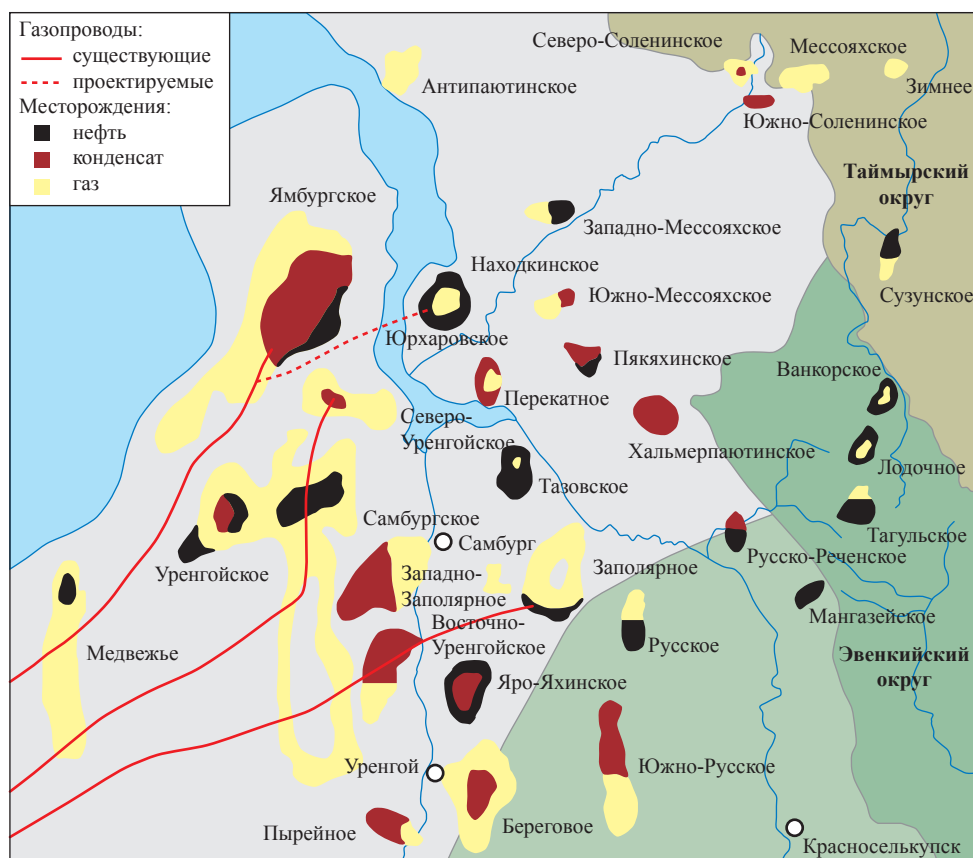 Газопроводы:
существующие
проектируемые
Месторождения:
нефть
конденсат
газ
Северо-Соленинское
Мессояхское
Антипаютинское
Зимнее
Южно-Соленинское
Таймырский
округ
Ямбургское
Западно-Мессояхское
Находкинское
Южно-Мессояхское
Сузунское
Юрхаровское
Пякяхинское
Ванкорское
Перекатное
Северо-
Уренгойское
Хальмерпаютинское
Лодочное
Тазовское
Самбургское
Самбург
Тагульское
Уренгойское
Западно-
Заполярное
Заполярное
Русско-Реченское
Мангазейское
Восточно-
Уренгойское
Русское
Медвежье
Эвенкийский
округ
Яро-Яхинское
Уренгой
Южно-Русское
Пырейное
Береговое
Красноселькупск